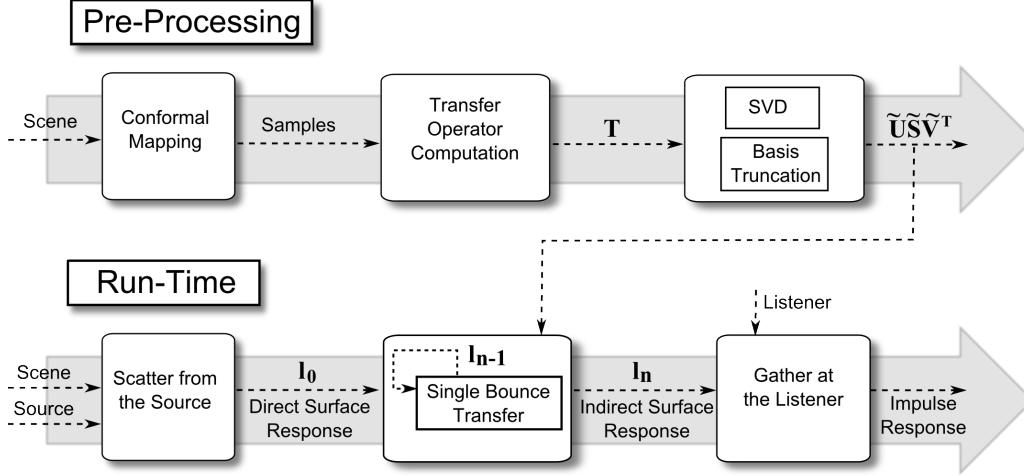 Pre-Processing
Scene
Conformal
Mapping
Samples
Transfer
Operator
Computation
T
SVD
Basis
Truncation
ŨS̃Ṽᵀ
Run-Time
Scene
Source
Scatter from
the Source
l₀
Direct Surface
Response
lₙ₋₁
Single Bounce
Transfer
lₙ
Indirect Surface
Response
Listener
Gather at
the Listener
Impulse
Response